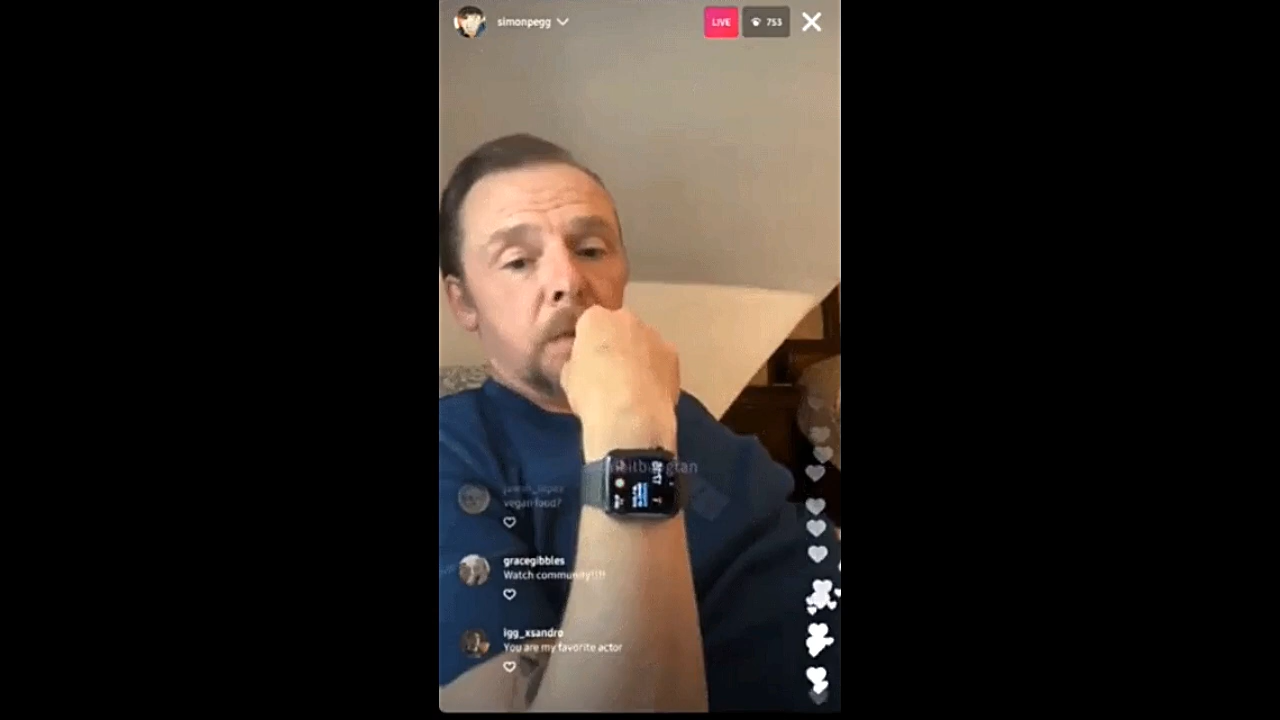 simonpegg
LIVE
753
vegan food?
gracegibbles
Watch community!!!!
igg_xsandro
You are my favorite actor